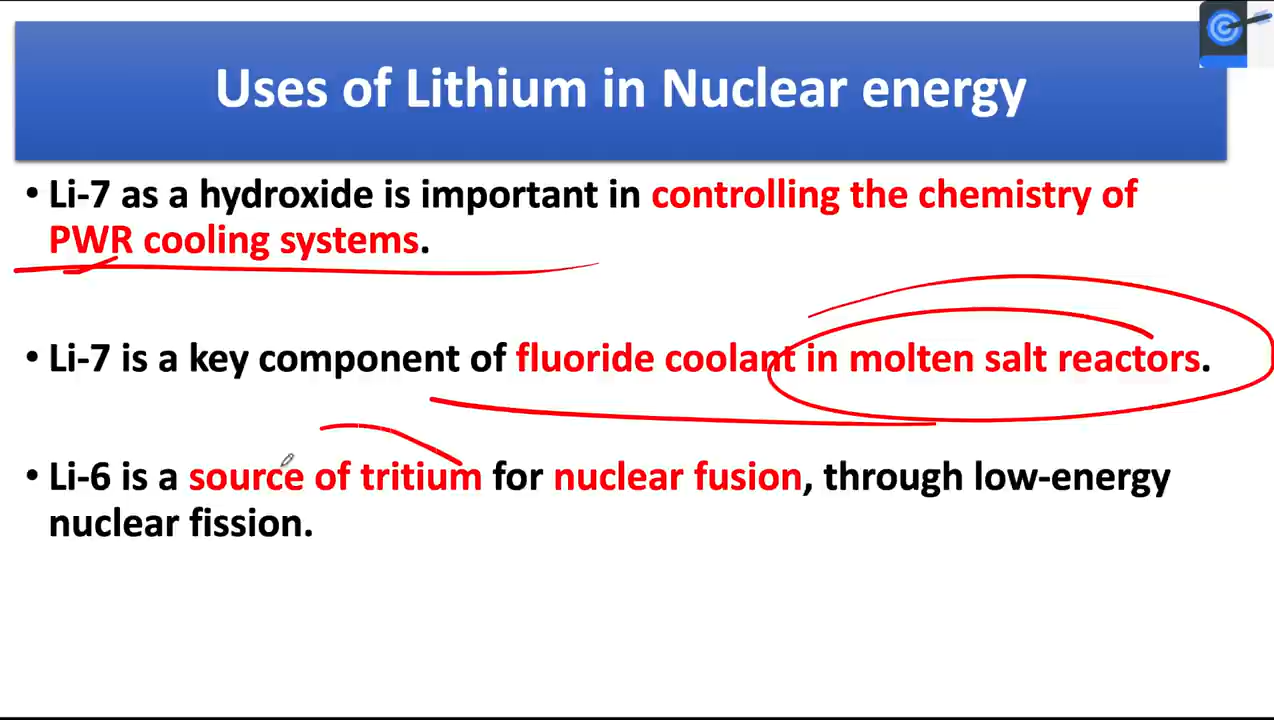 Uses of Lithium in Nuclear energy
• Li-7 as a hydroxide is important in controlling the chemistry of
PWR cooling systems.
• Li-7 is a key component of fluoride coolant in molten salt reactors.
• Li-6 is a source of tritium for nuclear fusion, through low-energy
nuclear fission.